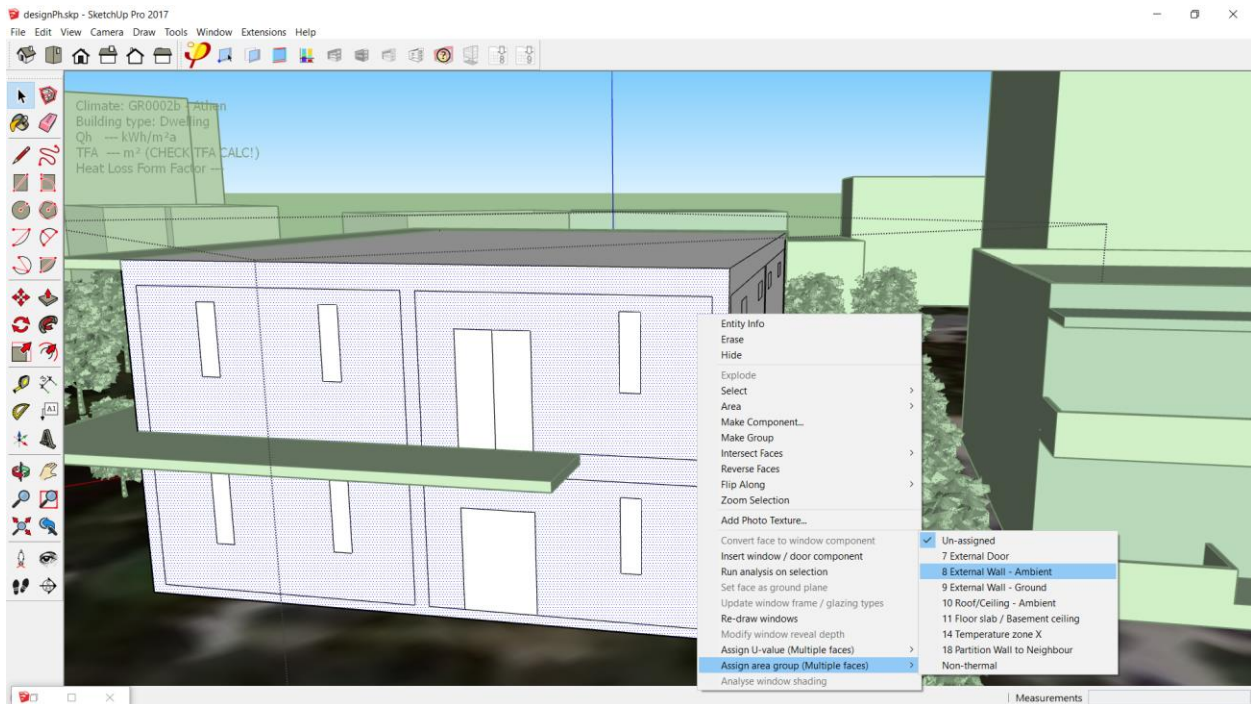 designPh.skp - SketchUp Pro 2017
File Edit View Camera Draw Tools Window Extensions Help
8
9
Climate: GR0002b - Athen
Building type: Dwelling
Qh --- kWh/m²a
TFA --- m² (CHECK TFA CALC!)
Heat Loss Form Factor ---
A1
Entity Info
Erase
Hide
Explode
Select
Area
Make Component...
Make Group
Intersect Faces
Reverse Faces
Flip Along
Zoom Selection
Add Photo Texture...
Convert face to window component
Insert window / door component
Run analysis on selection
Set face as ground plane
Update window frame / glazing types
Re-draw windows
Modify window reveal depth
Assign U-value (Multiple faces)
Assign area group (Multiple faces)
Analyse window shading
Un-assigned
7 External Door
8 External Wall - Ambient
9 External Wall - Ground
10 Roof/Ceiling - Ambient
11 Floor slab / Basement ceiling
14 Temperature zone X
18 Partition Wall to Neighbour
Non-thermal
Measurements